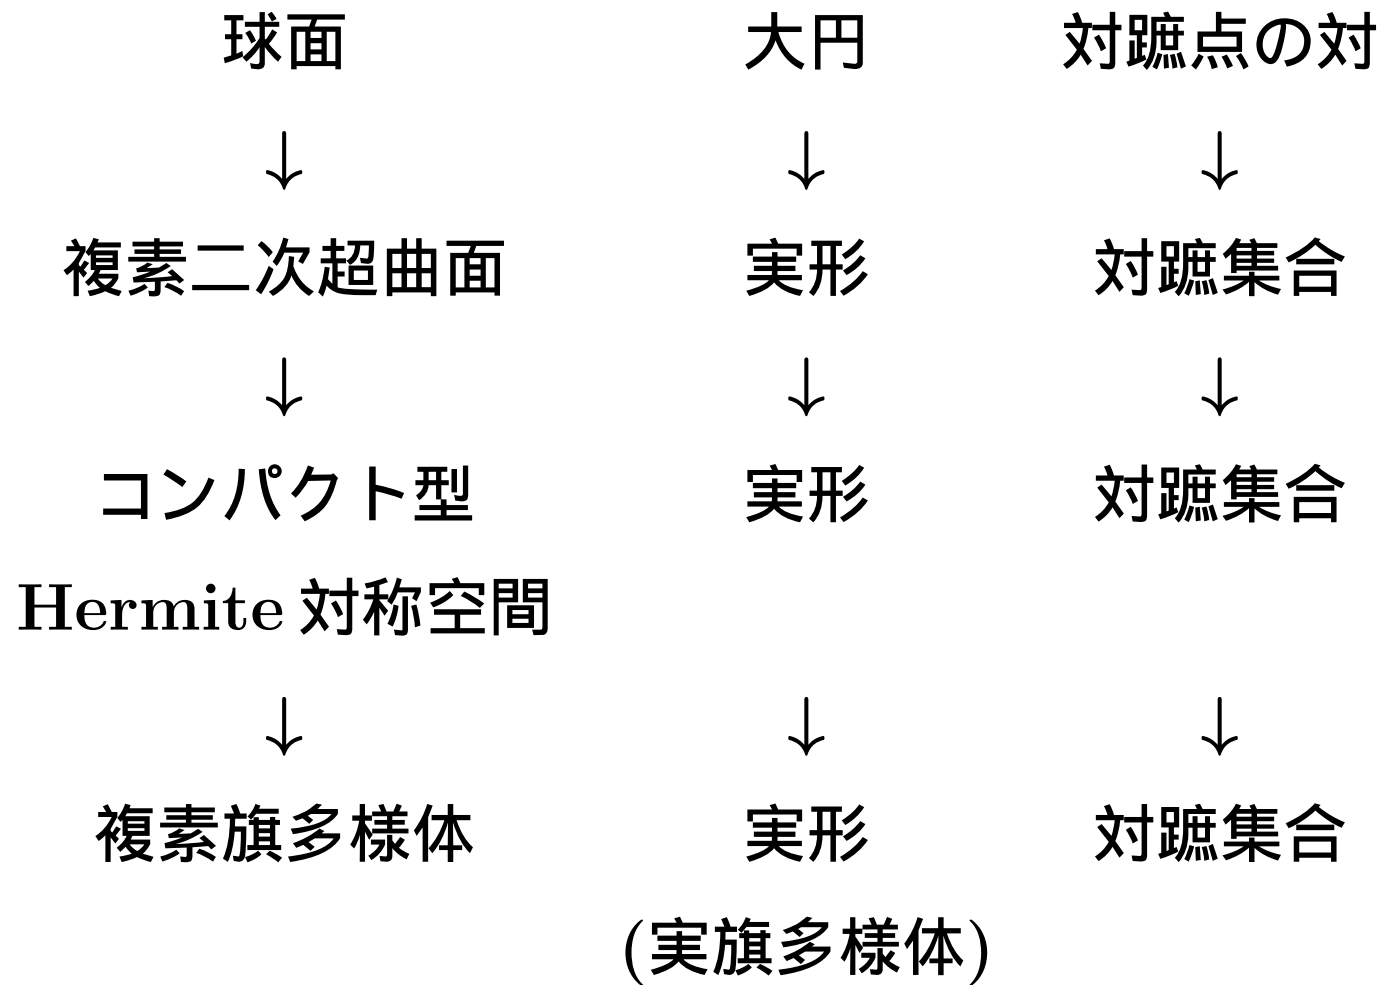 球面 大円 対蹠点の対
↓ ↓ ↓
複素二次超曲面 実形 対蹠集合
↓ ↓ ↓
コンパクト型 実形 対蹠集合
Hermite 対称空間
↓ ↓ ↓
複素旗多様体 実形 対蹠集合
(実旗多様体)